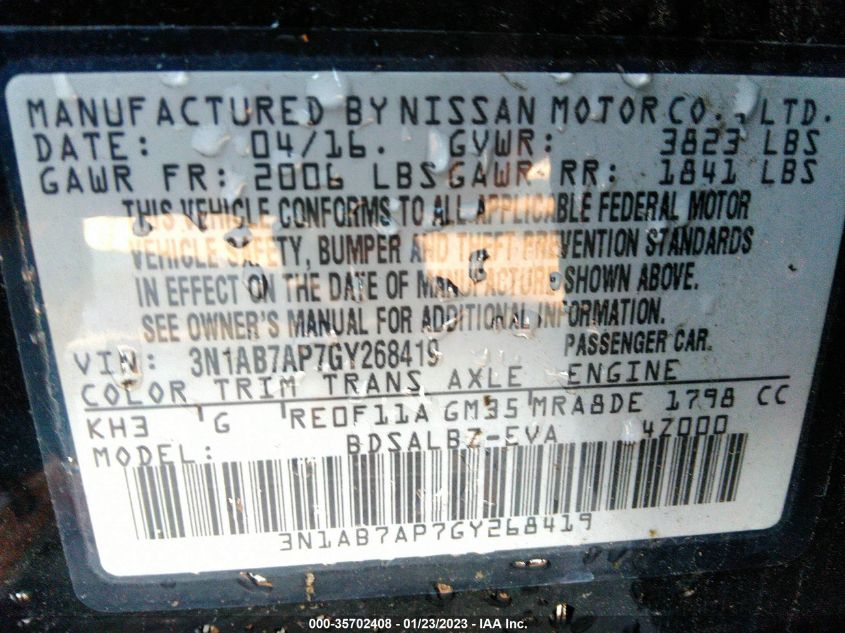 MANUFACTURED BY NISSAN MOTOR CO., LTD.
DATE: 04/16. GVWR: 3823 LBS
GAWR FR: 2006 LBS GAWR RR: 1841 LBS
THIS VEHICLE CONFORMS TO ALL APPLICABLE FEDERAL MOTOR
VEHICLE SAFETY, BUMPER AND THEFT PREVENTION STANDARDS
IN EFFECT ON THE DATE OF MANUFACTURE SHOWN ABOVE.
SEE OWNER'S MANUAL FOR ADDITIONAL INFORMATION.
VIN: 3N1AB7AP7GY268419 PASSENGER CAR.
COLOR TRIM TRANS AXLE ENGINE
KH3 G RE0F11A GM35 MRA8DE 1798 CC
MODEL: BDSALBZ-EVA 4Z000
3N1AB7AP7GY268419
000-35702408 - 01/23/2023 - IAA Inc.